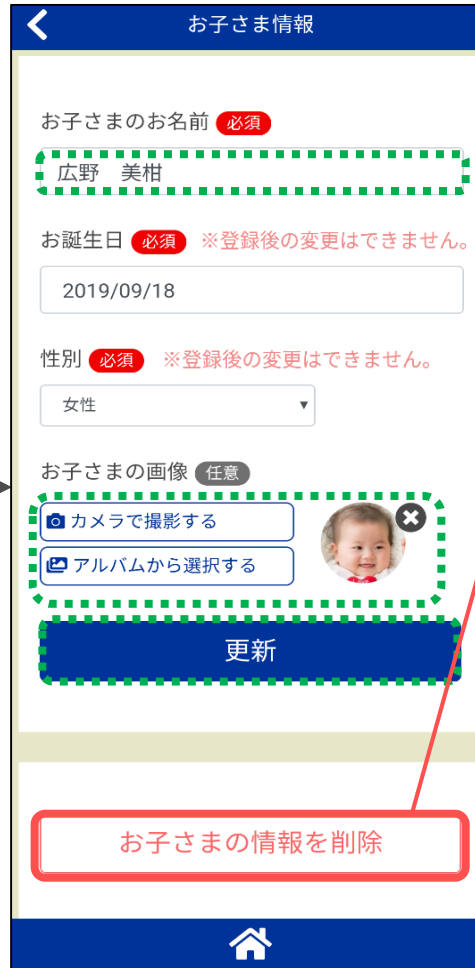 お子さま情報
お子さまのお名前 必須
広野　美柑
お誕生日 必須 ※登録後の変更はできません。
2019/09/18
性別 必須 ※登録後の変更はできません。
女性
お子さまの画像 任意
カメラで撮影する
アルバムから選択する
更新
お子さまの情報を削除